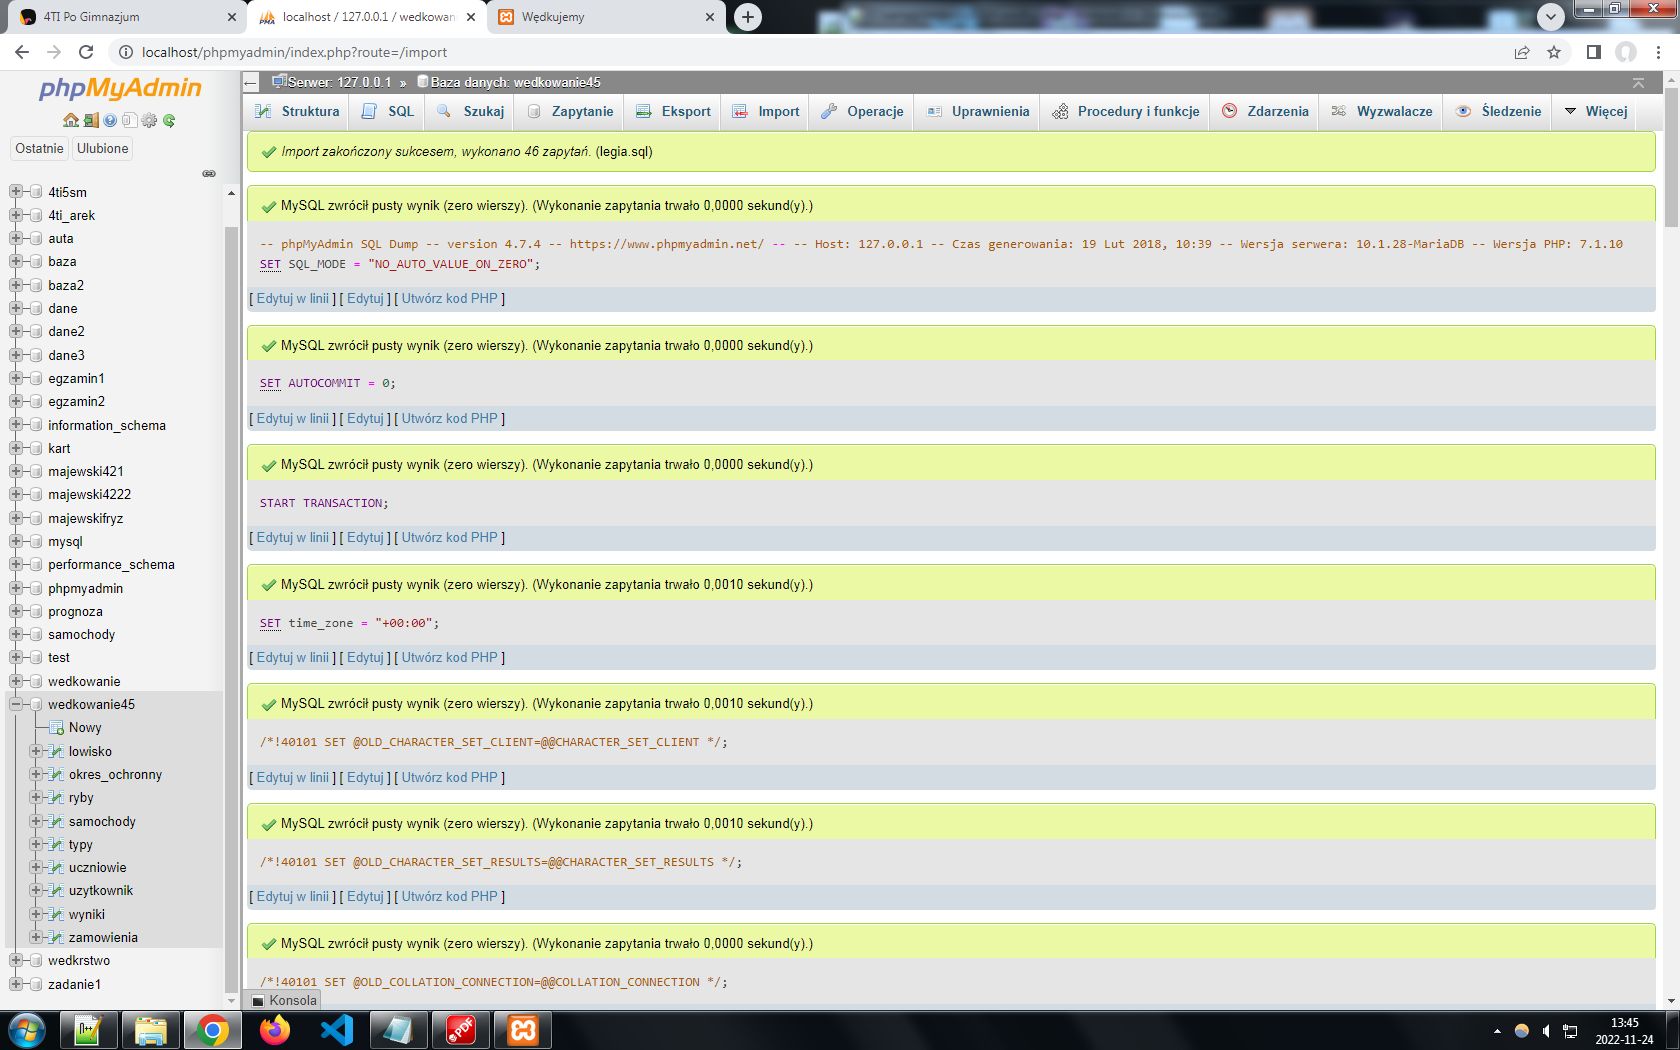 4TI Po Gimnazjum
localhost / 127.0.0.1 / wedkowani
Wędkujemy
localhost/phpmyadmin/index.php?route=/import
phpMyAdmin
Ostatnie
Ulubione
4ti5sm
4ti_arek
auta
baza
baza2
dane
dane2
dane3
egzamin1
egzamin2
information_schema
kart
majewski421
majewski4222
majewskifryz
mysql
performance_schema
phpmyadmin
prognoza
samochody
test
wedkowanie
wedkowanie45
Nowy
lowisko
okres_ochronny
ryby
samochody
typy
uczniowie
uzytkownik
wyniki
zamowienia
wedkrstwo
zadanie1
Serwer: 127.0.0.1 » Baza danych: wedkowanie45
Struktura SQL Szukaj Zapytanie Eksport Import Operacje Uprawnienia Procedury i funkcje Zdarzenia Wyzwalacze Śledzenie Więcej
Import zakończony sukcesem, wykonano 46 zapytań. (legia.sql)
MySQL zwrócił pusty wynik (zero wierszy). (Wykonanie zapytania trwało 0,0000 sekund(y).)
-- phpMyAdmin SQL Dump -- version 4.7.4 -- https://www.phpmyadmin.net/ -- -- Host: 127.0.0.1 -- Czas generowania: 19 Lut 2018, 10:39 -- Wersja serwera: 10.1.28-MariaDB -- Wersja PHP: 7.1.10
SET SQL_MODE = "NO_AUTO_VALUE_ON_ZERO";
[ Edytuj w linii ] [ Edytuj ] [ Utwórz kod PHP ]
MySQL zwrócił pusty wynik (zero wierszy). (Wykonanie zapytania trwało 0,0000 sekund(y).)
SET AUTOCOMMIT = 0;
[ Edytuj w linii ] [ Edytuj ] [ Utwórz kod PHP ]
MySQL zwrócił pusty wynik (zero wierszy). (Wykonanie zapytania trwało 0,0000 sekund(y).)
START TRANSACTION;
[ Edytuj w linii ] [ Edytuj ] [ Utwórz kod PHP ]
MySQL zwrócił pusty wynik (zero wierszy). (Wykonanie zapytania trwało 0,0010 sekund(y).)
SET time_zone = "+00:00";
[ Edytuj w linii ] [ Edytuj ] [ Utwórz kod PHP ]
MySQL zwrócił pusty wynik (zero wierszy). (Wykonanie zapytania trwało 0,0010 sekund(y).)
/*!40101 SET @OLD_CHARACTER_SET_CLIENT=@@CHARACTER_SET_CLIENT */;
[ Edytuj w linii ] [ Edytuj ] [ Utwórz kod PHP ]
MySQL zwrócił pusty wynik (zero wierszy). (Wykonanie zapytania trwało 0,0010 sekund(y).)
/*!40101 SET @OLD_CHARACTER_SET_RESULTS=@@CHARACTER_SET_RESULTS */;
[ Edytuj w linii ] [ Edytuj ] [ Utwórz kod PHP ]
MySQL zwrócił pusty wynik (zero wierszy). (Wykonanie zapytania trwało 0,0000 sekund(y).)
/*!40101 SET @OLD_COLLATION_CONNECTION=@@COLLATION_CONNECTION */;
Konsola
13:45
2022-11-24